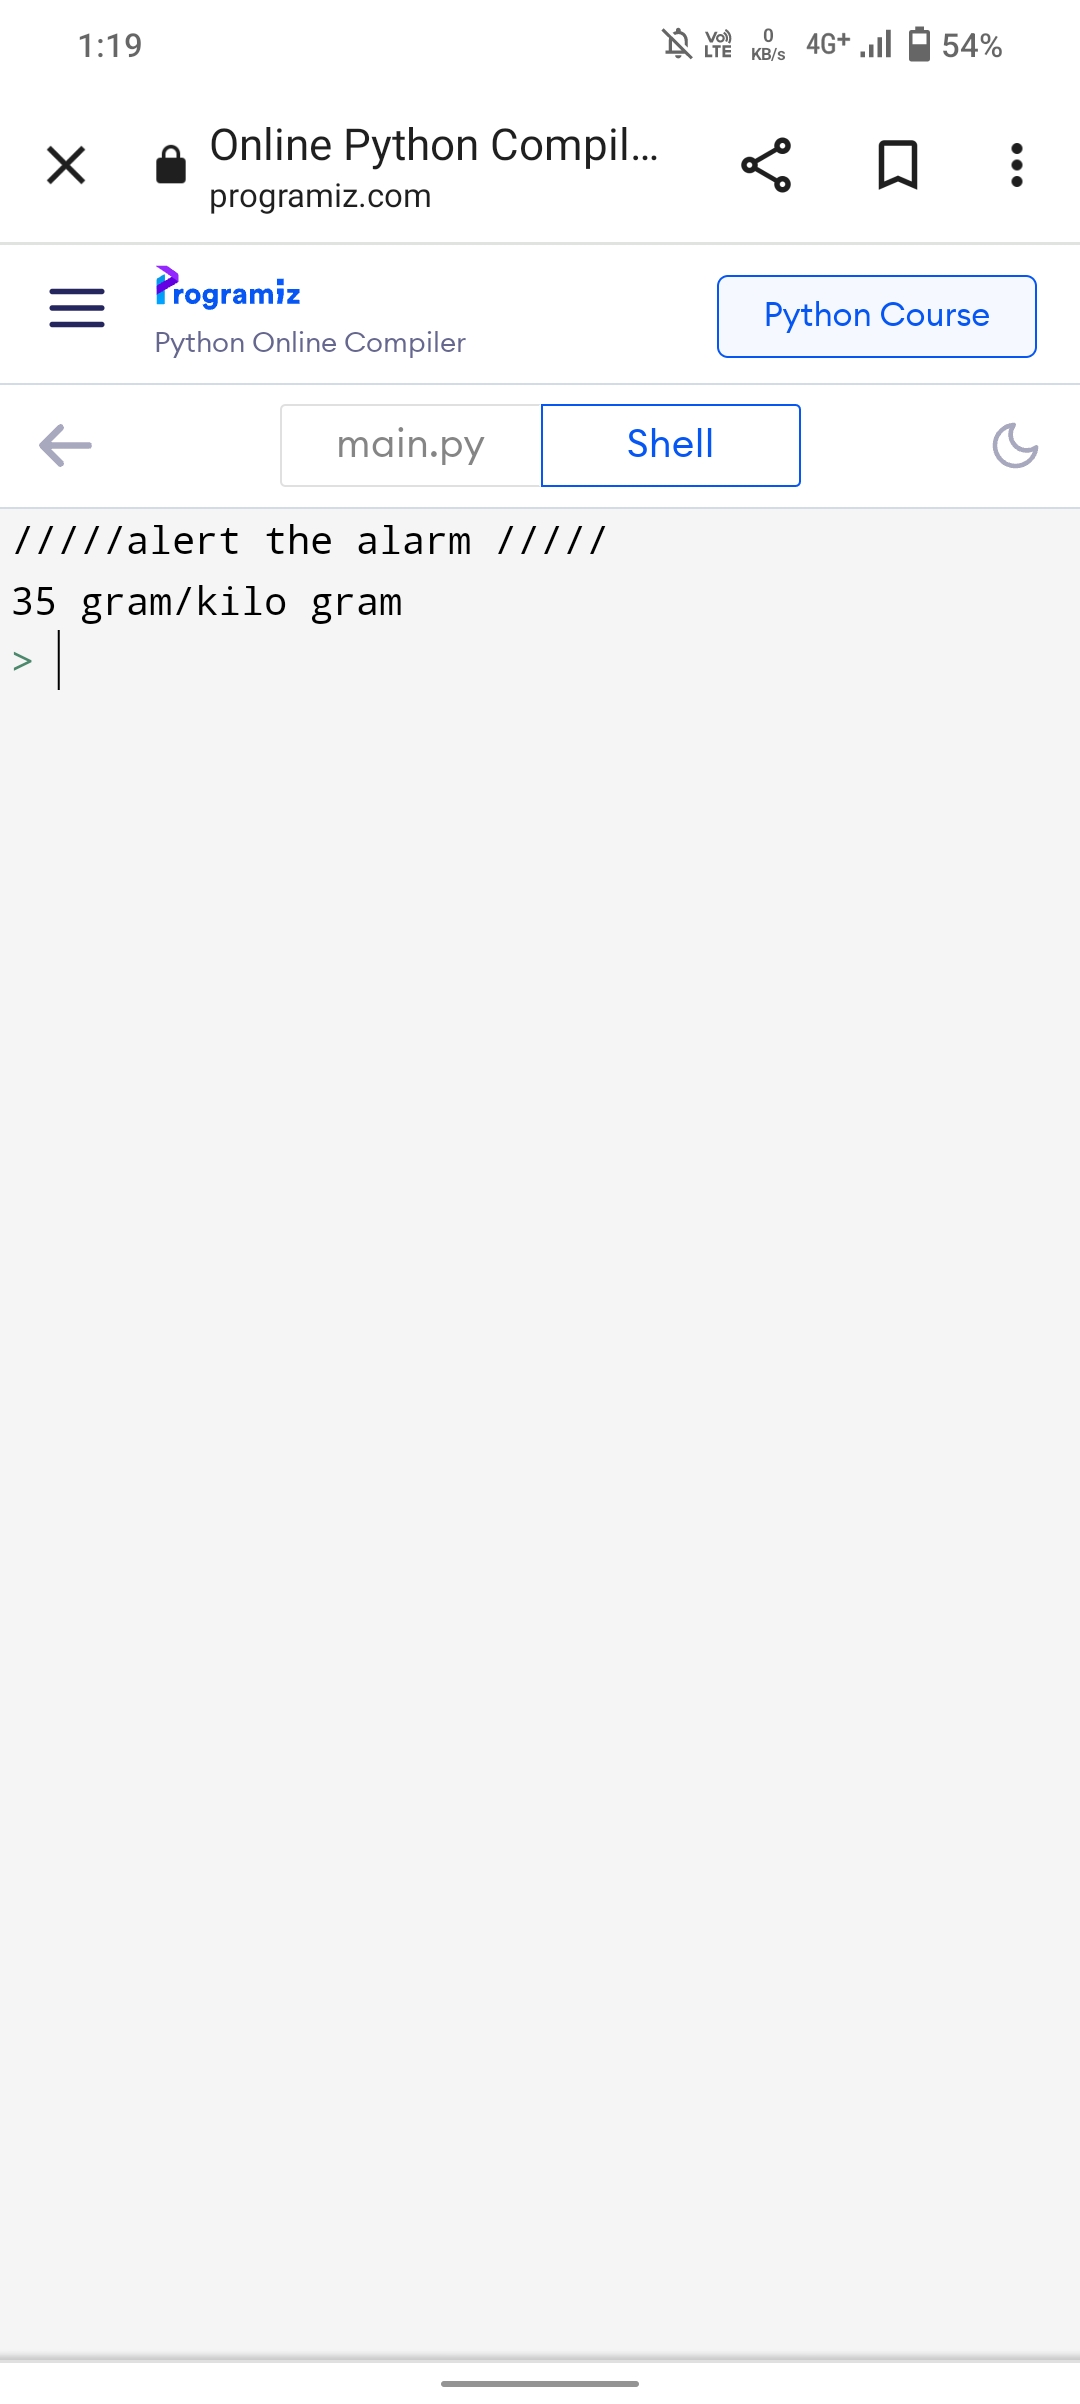 1:19 Vo)) LTE 0 KB/s 4G+ 54%
Online Python Compil...
programiz.com
Programiz
Python Online Compiler
Python Course
main.py Shell
/////alert the alarm /////
35 gram/kilo gram
>